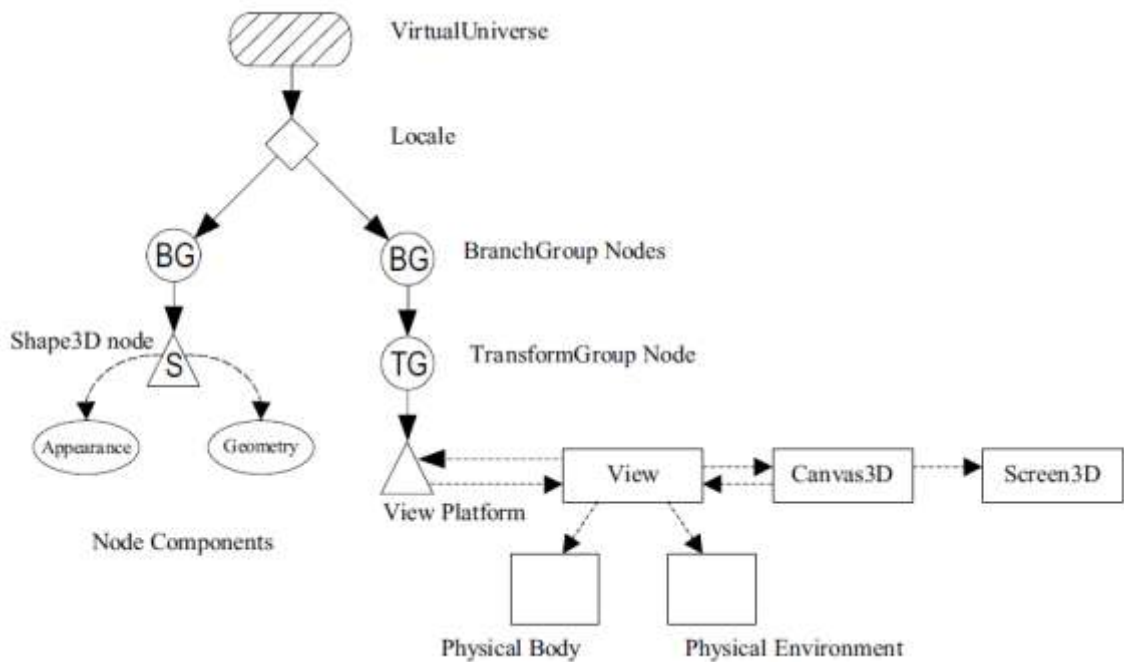 VirtualUniverse
Locale
BG
BG
BranchGroup Nodes
Shape3D node
S
TG
TransformGroup Node
Appearance
Geometry
View
Canvas3D
Screen3D
View Platform
Node Components
Physical Body
Physical Environment